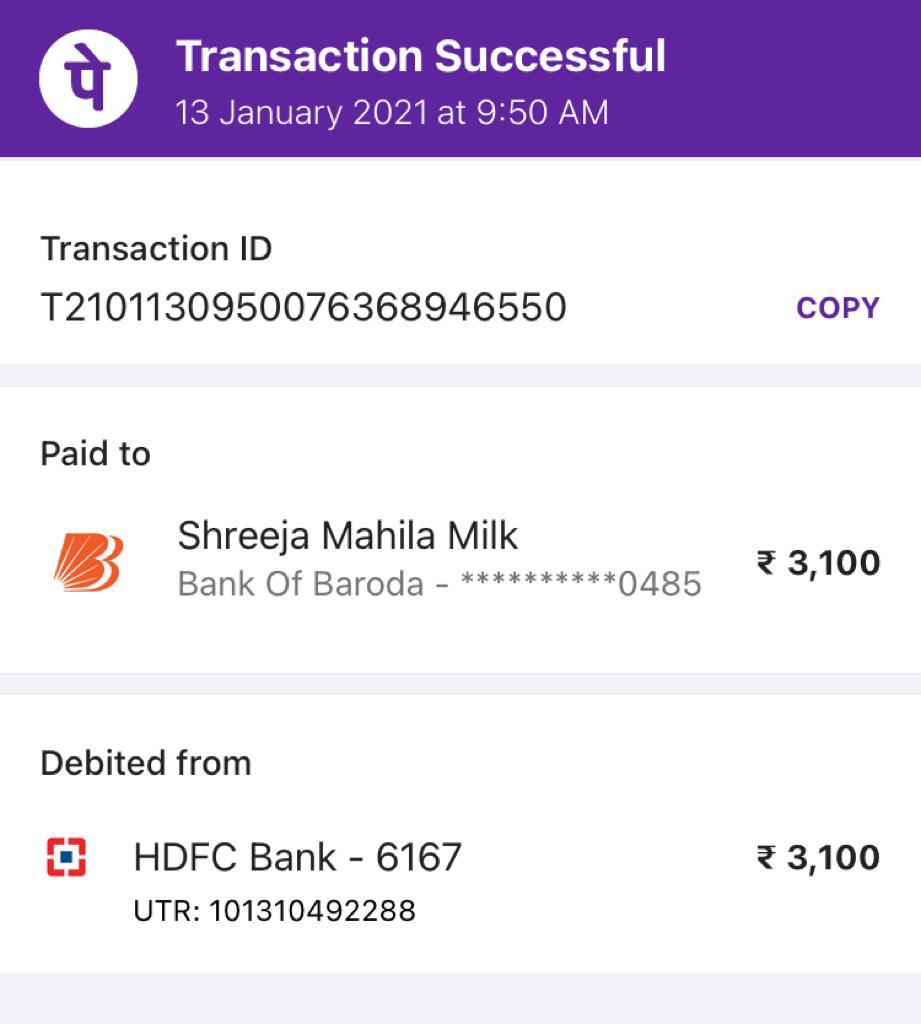 पे
Transaction Successful
13 January 2021 at 9:50 AM
Transaction ID
T2101130950076368946550
COPY
Paid to
Shreeja Mahila Milk
Bank Of Baroda - **********0485
₹ 3,100
Debited from
HDFC Bank - 6167
₹ 3,100
UTR: 101310492288